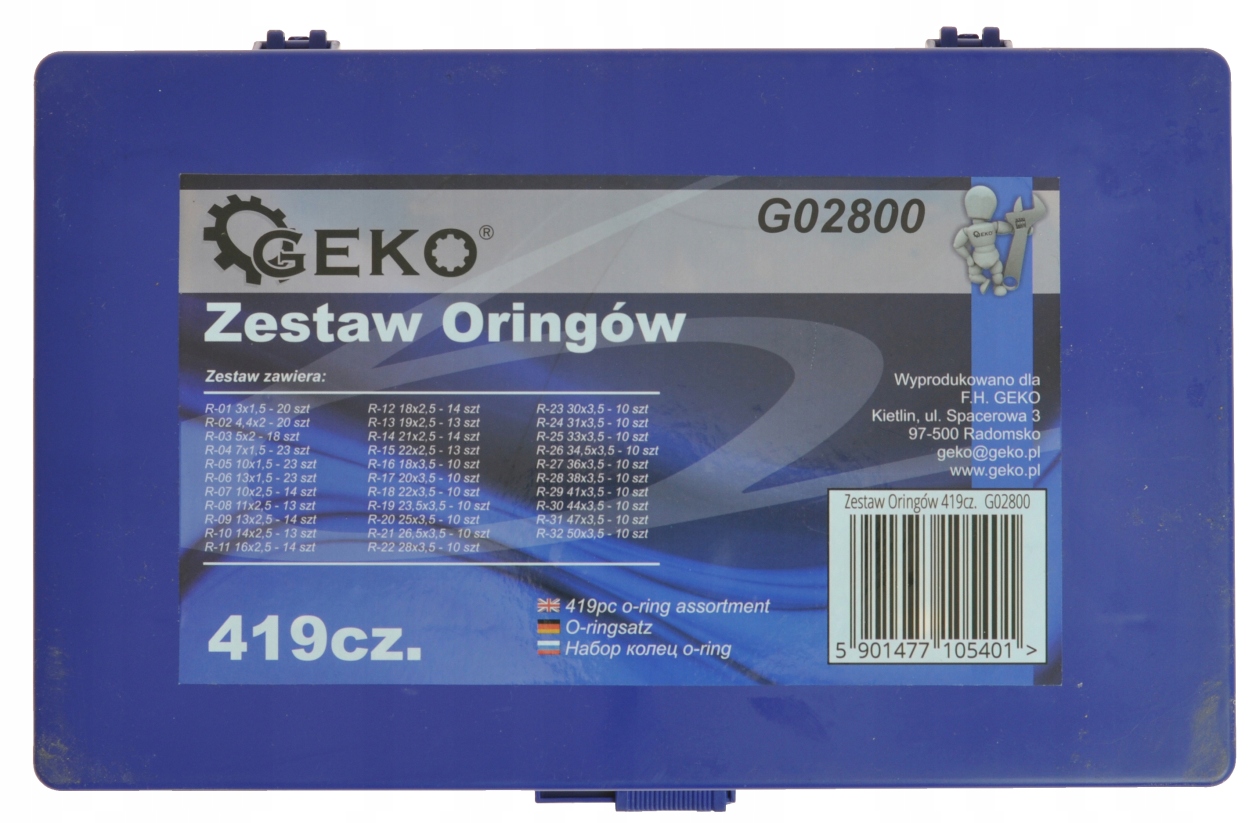 GEKO®
G02800
Zestaw Oringów
Zestaw zawiera:
R-01 3x1,5 - 20 szt
R-02 4,4x2 - 20 szt
R-03 5x2 - 18 szt
R-04 7x1,5 - 23 szt
R-05 10x1,5 - 23 szt
R-06 13x1,5 - 23 szt
R-07 10x2,5 - 14 szt
R-08 11x2,5 - 13 szt
R-09 13x2,5 - 14 szt
R-10 14x2,5 - 13 szt
R-11 16x2,5 - 14 szt
R-12 18x2,5 - 14 szt
R-13 19x2,5 - 13 szt
R-14 21x2,5 - 14 szt
R-15 22x2,5 - 13 szt
R-16 18x3,5 - 10 szt
R-17 20x3,5 - 10 szt
R-18 22x3,5 - 10 szt
R-19 23,5x3,5 - 10 szt
R-20 25x3,5 - 10 szt
R-21 26,5x3,5 - 10 szt
R-22 28x3,5 - 10 szt
R-23 30x3,5 - 10 szt
R-24 31x3,5 - 10 szt
R-25 33x3,5 - 10 szt
R-26 34,5x3,5 - 10 szt
R-27 36x3,5 - 10 szt
R-28 38x3,5 - 10 szt
R-29 41x3,5 - 10 szt
R-30 44x3,5 - 10 szt
R-31 47x3,5 - 10 szt
R-32 50x3,5 - 10 szt
Wyprodukowano dla
F.H. GEKO
Kietlin, ul. Spacerowa 3
97-500 Radomsko
geko@geko.pl
www.geko.pl
Zestaw Oringów 419cz. G02800
5 901477 105401 >
419cz.
419pc o-ring assortment
O-ringsatz
Набор колец o-ring